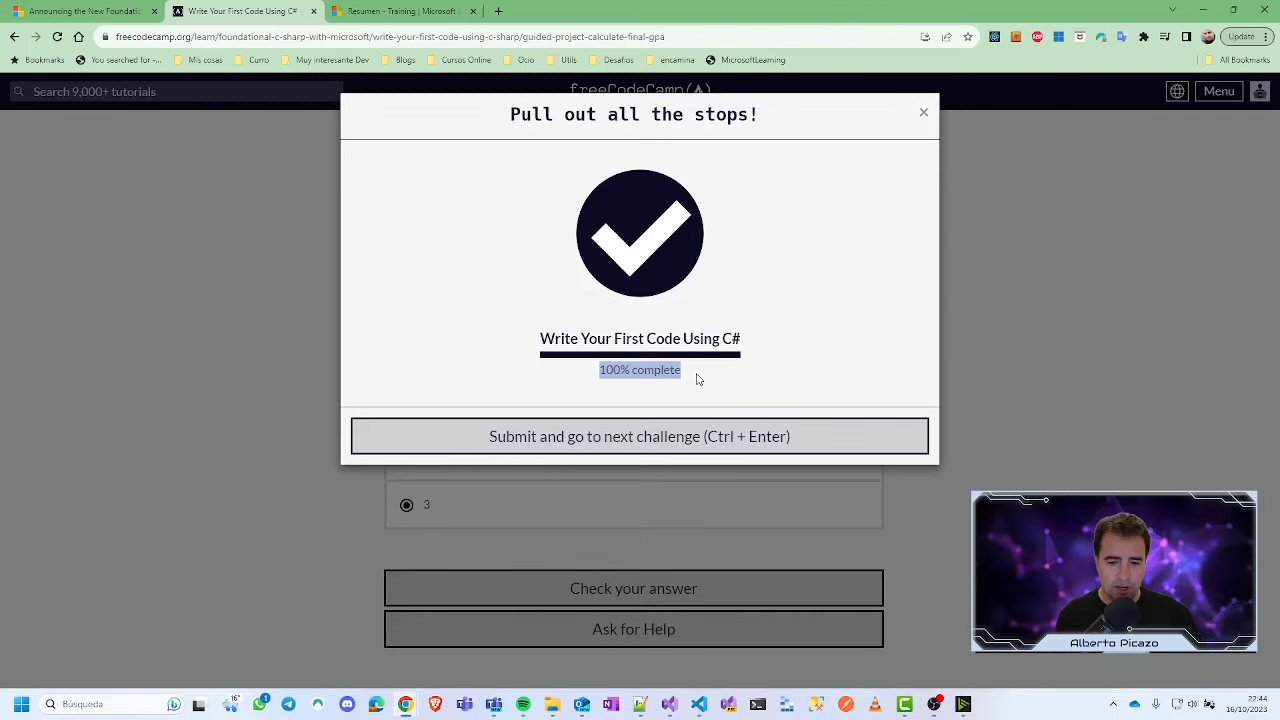 Announcing the New Foundatic
Write Your First Code Using C#
Resumen - Training | Microsoft
freecodecamp.org/learn/foundational-c-sharp-with-microsoft/write-your-first-code-using-c-sharp/guided-project-calculate-final-gpa
Update
Bookmarks
You searched for -...
Mis cosas
Curro
Muy interesante Dev
Blogs
Cursos Online
Ocio
Utils
Desafios
encamina
MicrosoftLearning
All Bookmarks
Search 9,000+ tutorials
freeCodeCamp
Menu
Pull out all the stops!
×
Write Your First Code Using C#
100% complete
Submit and go to next challenge (Ctrl + Enter)
3
Check your answer
Ask for Help
Alberto Picazo
Búsqueda
16°
22:44
16/10/2023